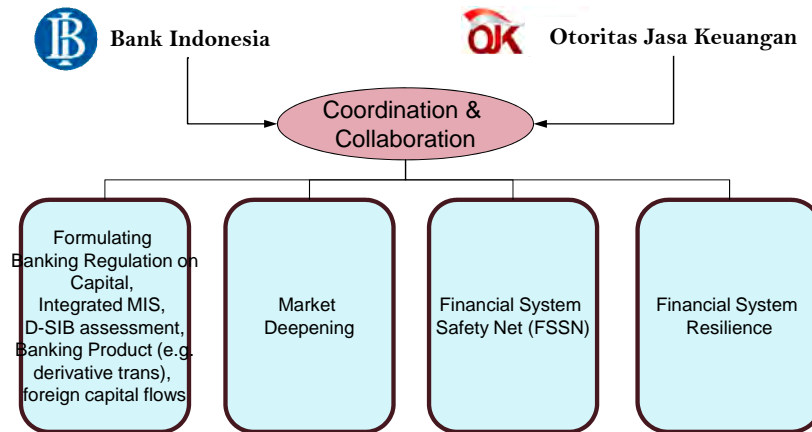 Bank Indonesia
OJK
Otoritas Jasa Keuangan
Coordination &
Collaboration
Formulating
Banking Regulation on
Capital,
Integrated MIS,
D-SIB assessment,
Banking Product (e.g.
derivative trans),
foreign capital flows
Market
Deepening
Financial System
Safety Net (FSSN)
Financial System
Resilience